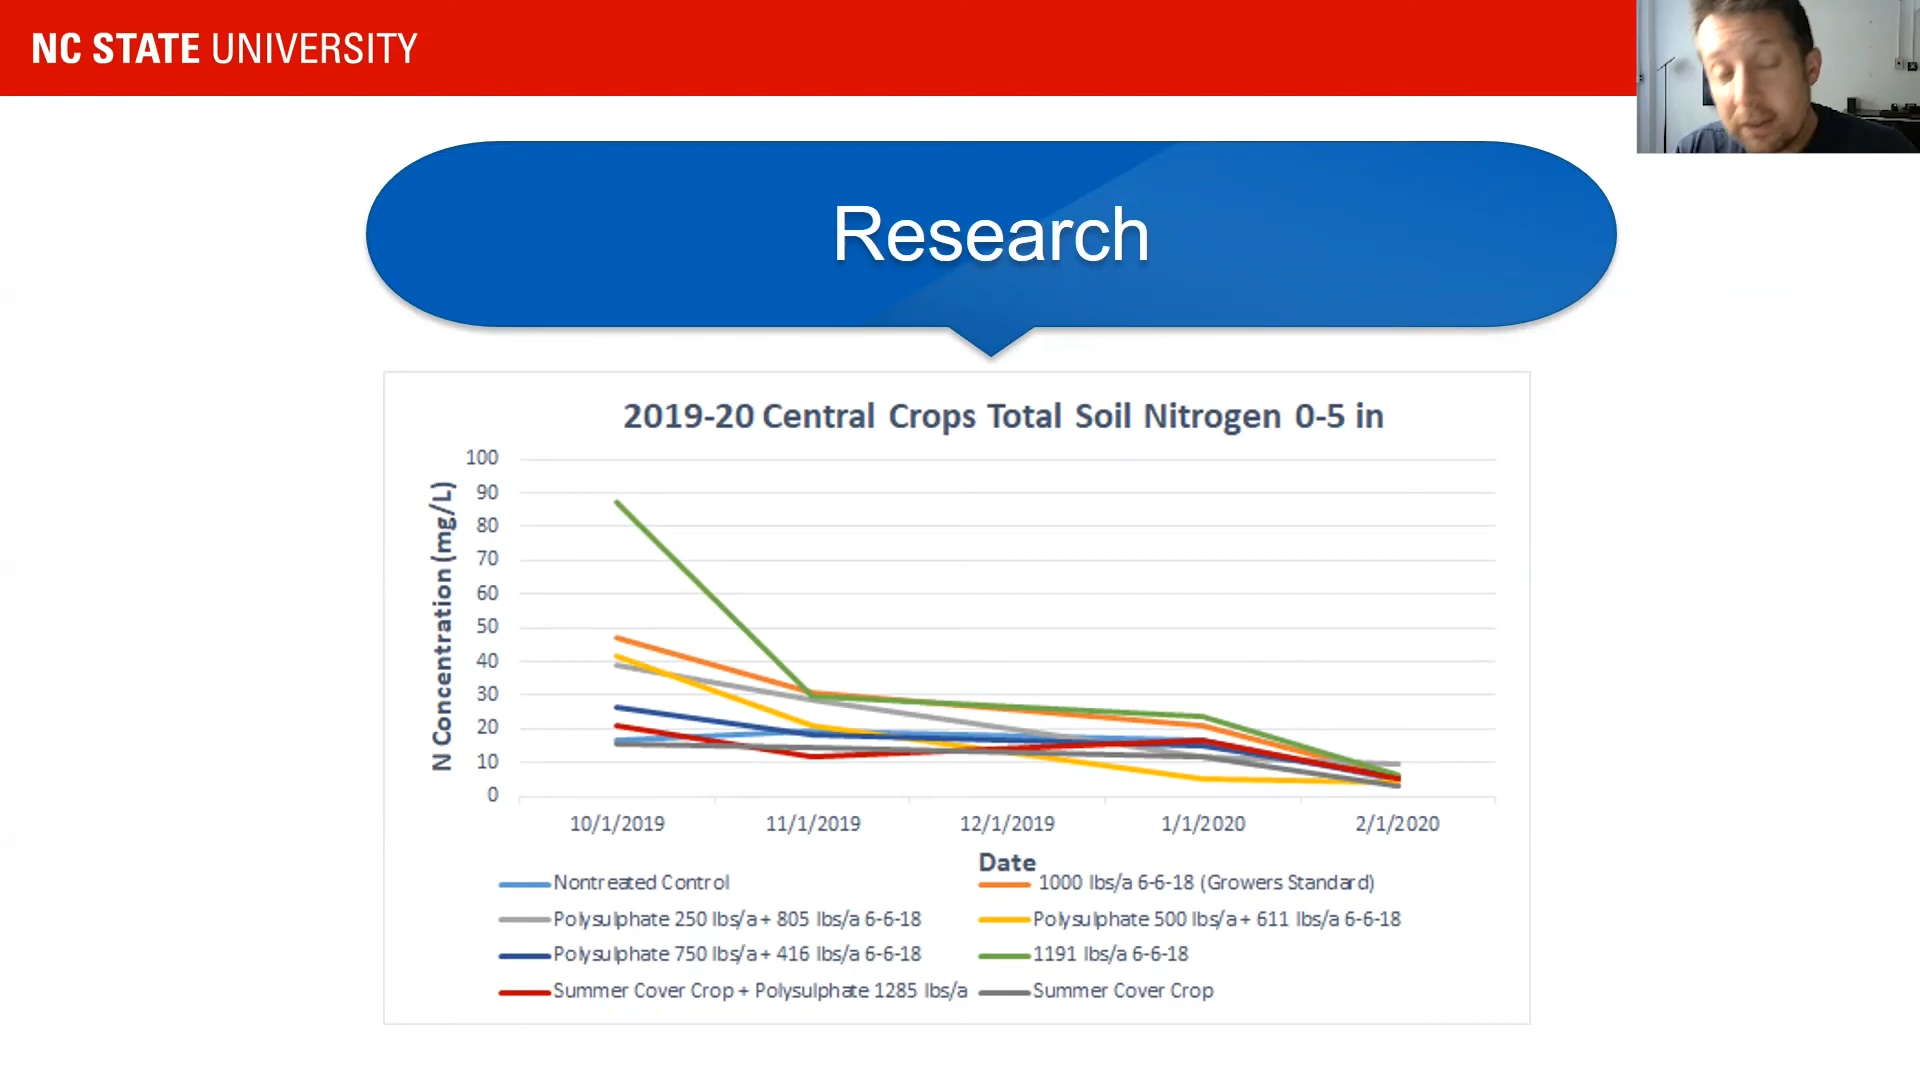 NC STATE UNIVERSITY
Research
2019-20 Central Crops Total Soil Nitrogen 0-5 in
N Concentration (mg/L)
100
90
80
70
60
50
40
30
20
10
0
10/1/2019 11/1/2019 12/1/2019 1/1/2020 2/1/2020
Date
Nontreated Control 1000 lbs/a 6-6-18 (Growers Standard)
Polysulphate 250 lbs/a + 805 lbs/a 6-6-18 Polysulphate 500 lbs/a + 611 lbs/a 6-6-18
Polysulphate 750 lbs/a + 416 lbs/a 6-6-18 1191 lbs/a 6-6-18
Summer Cover Crop + Polysulphate 1285 lbs/a Summer Cover Crop